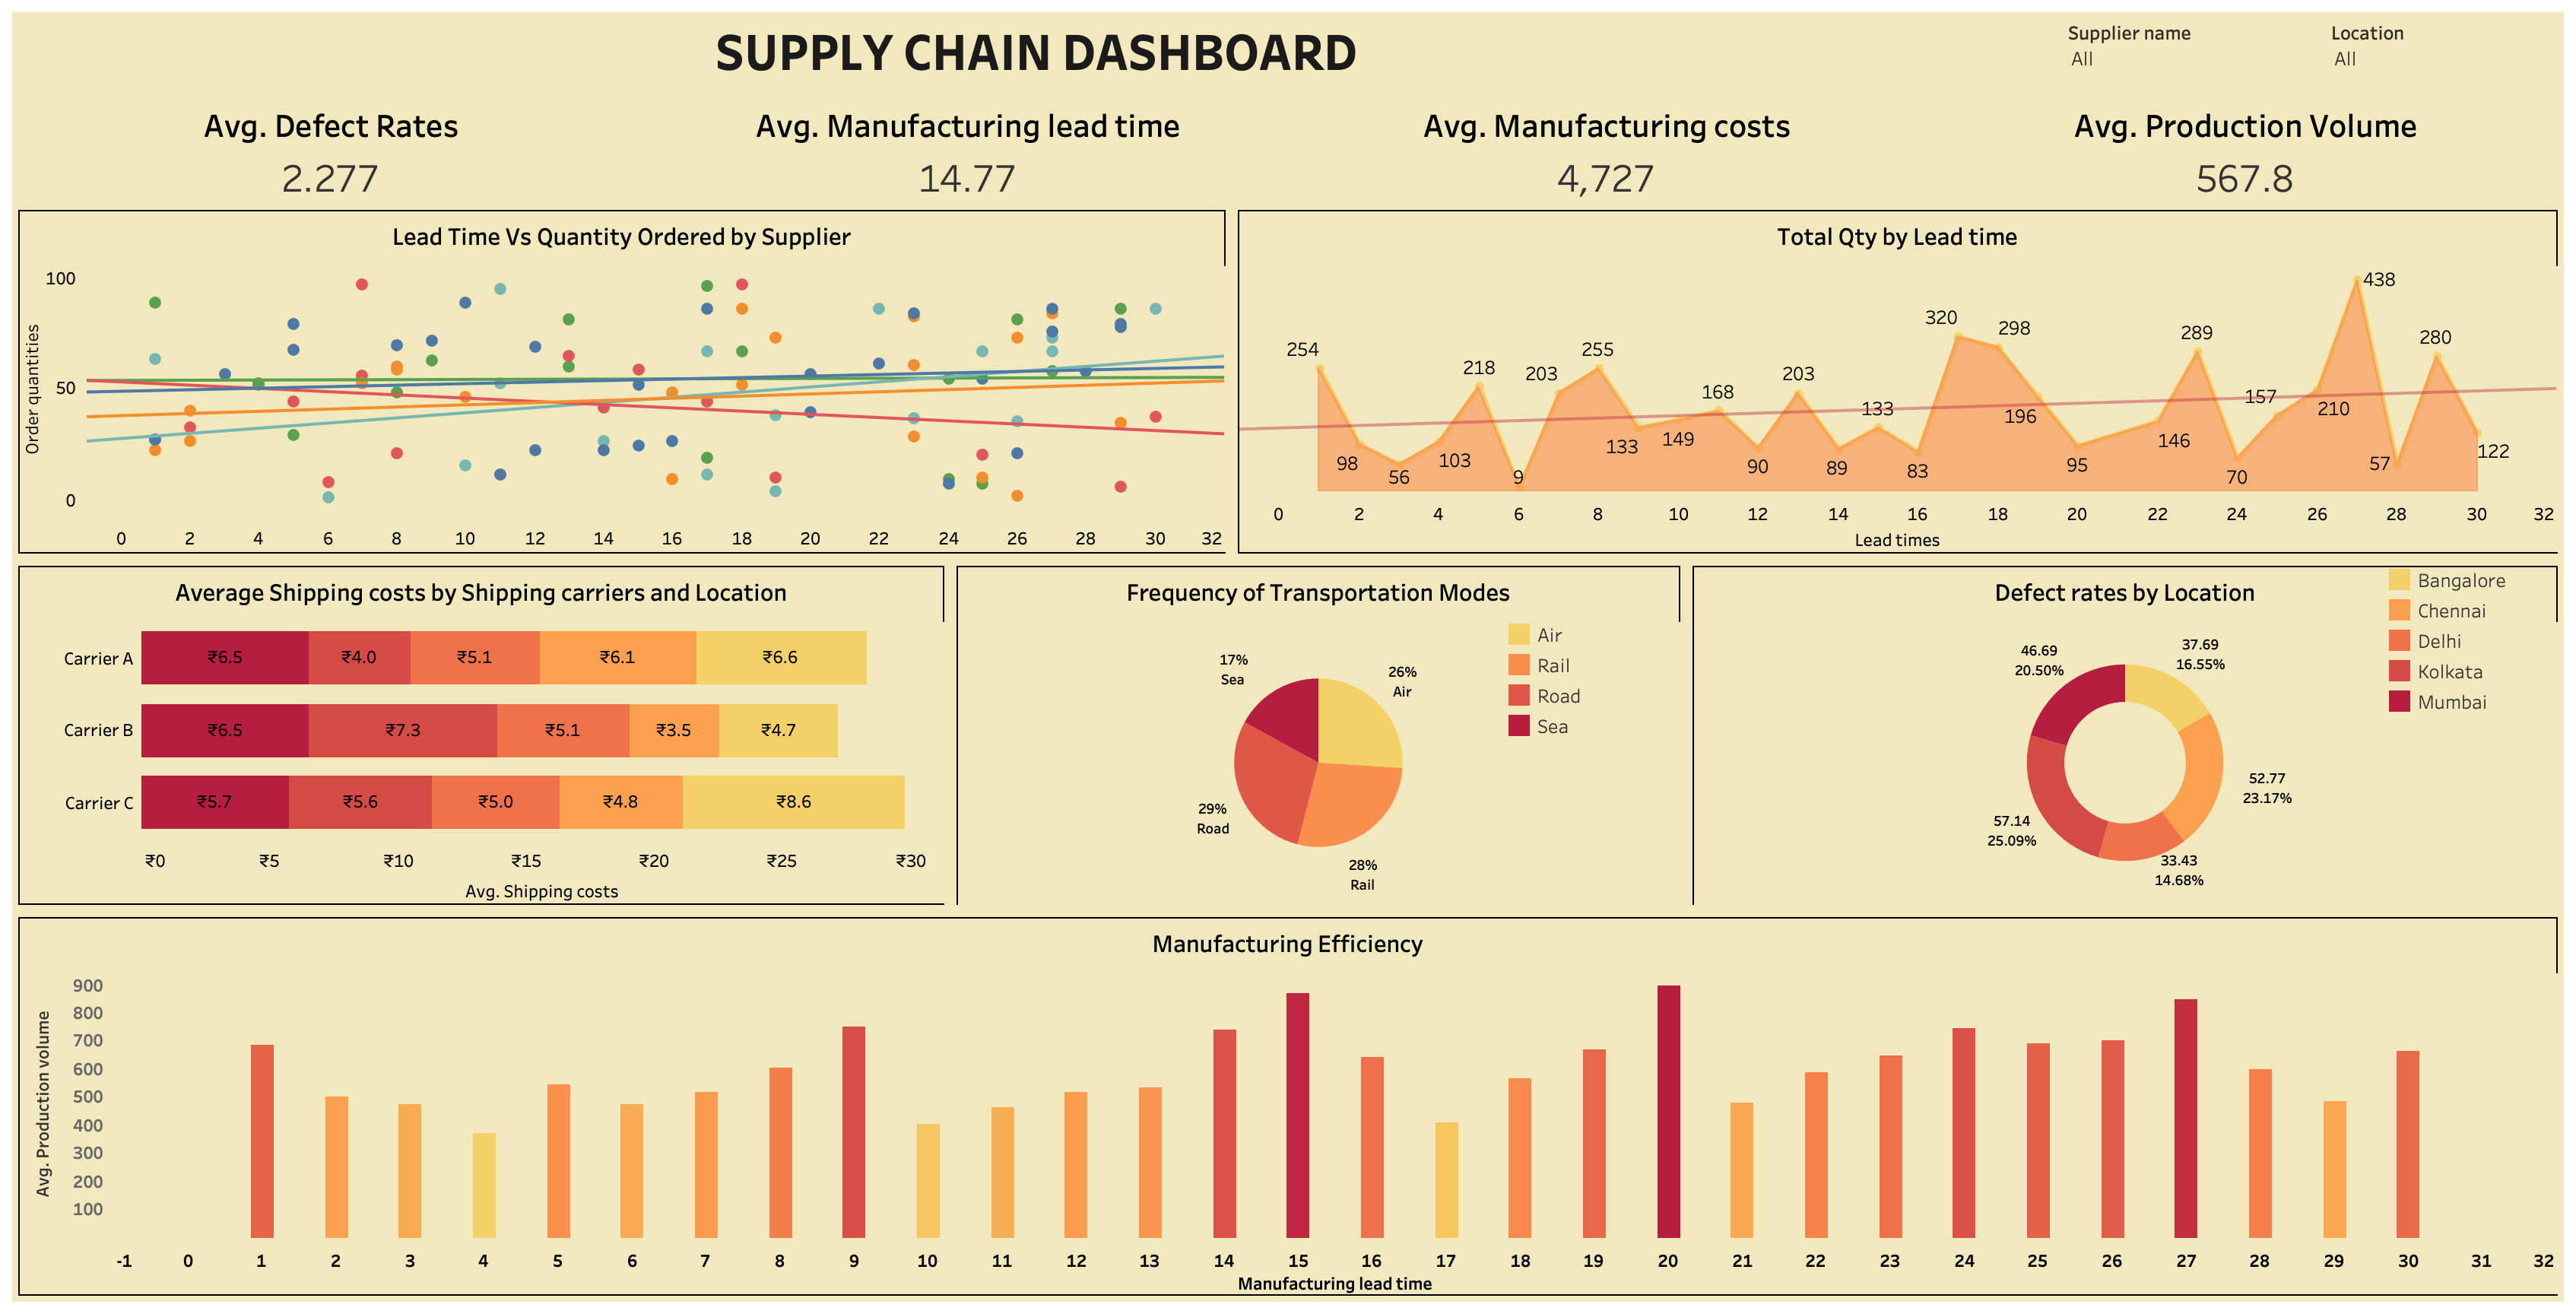 SUPPLY CHAIN DASHBOARD
Supplier name
All
Location
All
Avg. Defect Rates
2.277
Avg. Manufacturing lead time
14.77
Avg. Manufacturing costs
4,727
Avg. Production Volume
567.8
Lead Time Vs Quantity Ordered by Supplier
Order quantities
100
50
0
0 2 4 6 8 10 12 14 16 18 20 22 24 26 28 30 32
Total Qty by Lead time
254
98
56
103
218
9
203
255
133
149
168
90
203
89
133
83
320
298
196
95
146
289
70
157
210
438
57
280
122
0 2 4 6 8 10 12 14 16 18 20 22 24 26 28 30 32
Lead times
Average Shipping costs by Shipping carriers and Location
Carrier A ₹6.5 ₹4.0 ₹5.1 ₹6.1 ₹6.6
Carrier B ₹6.5 ₹7.3 ₹5.1 ₹3.5 ₹4.7
Carrier C ₹5.7 ₹5.6 ₹5.0 ₹4.8 ₹8.6
₹0 ₹5 ₹10 ₹15 ₹20 ₹25 ₹30
Avg. Shipping costs
Frequency of Transportation Modes
Air
Rail
Road
Sea
17%
Sea
26%
Air
29%
Road
28%
Rail
Defect rates by Location
Bangalore
Chennai
Delhi
Kolkata
Mumbai
46.69
20.50%
37.69
16.55%
52.77
23.17%
57.14
25.09%
33.43
14.68%
Manufacturing Efficiency
Avg. Production volume
900
800
700
600
500
400
300
200
100
-1 0 1 2 3 4 5 6 7 8 9 10 11 12 13 14 15 16 17 18 19 20 21 22 23 24 25 26 27 28 29 30 31 32
Manufacturing lead time